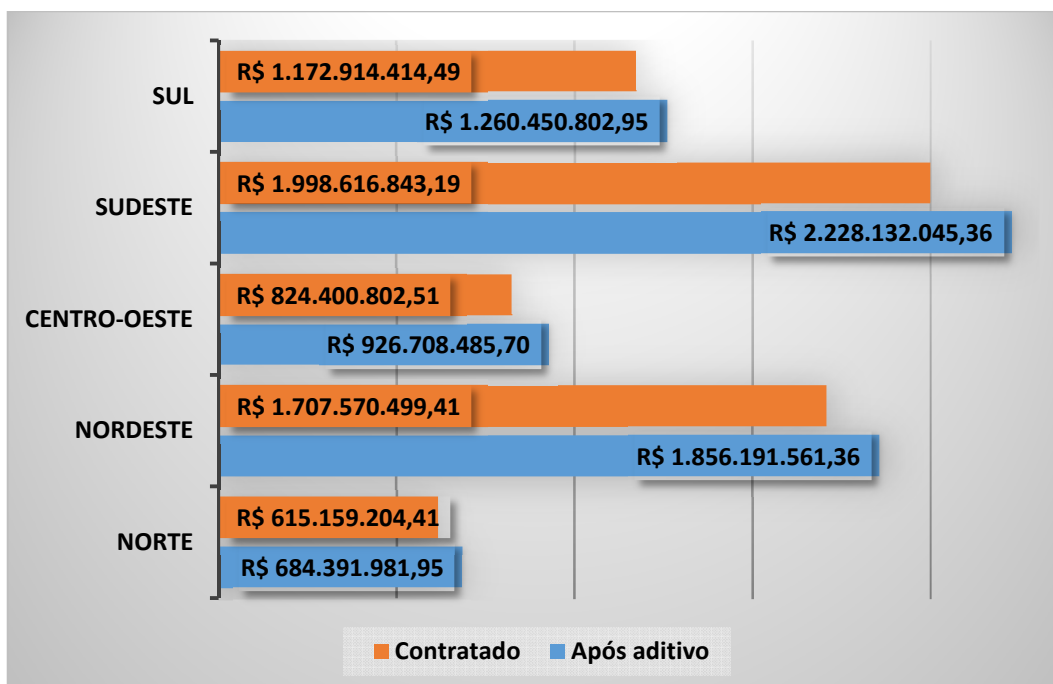 R$ 1.172.914.414,49
SUL
R$ 1.260.450.802,95
R$ 1.998.616.843,19
SUDESTE
R$ 2.228.132.045,36
R$ 824.400.802,51
CENTRO-OESTE
R$ 926.708.485,70
R$ 1.707.570.499,41
NORDESTE
R$ 1.856.191.561,36
R$ 615.159.204,41
NORTE
R$ 684.391.981,95
Contratado Após aditivo